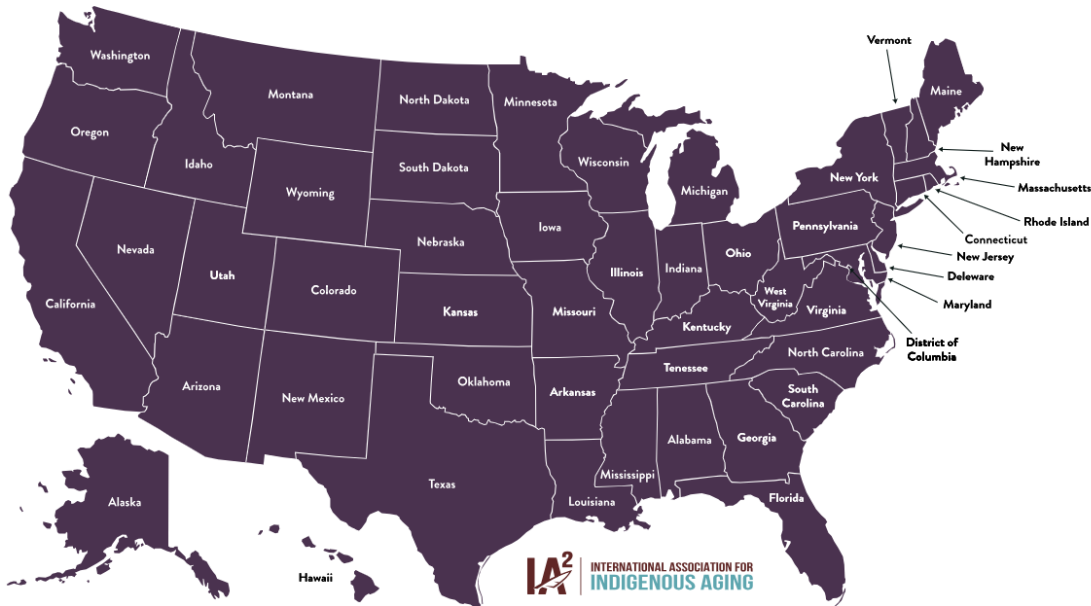 Vermont
Washington
Maine
Montana
North Dakota
Minnesota
Oregon
New
Hampshire
Idaho
South Dakota
Wisconsin
Michigan
New York
Massachusetts
Wyoming
Rhode Island
Pennsylvania
Iowa
Connecticut
Nebraska
Nevada
Ohio
New Jersey
Utah
Illinois
Indiana
Deleware
Colorado
California
West
Virginia
Maryland
Kansas
Missouri
Virginia
Kentucky
District of
Columbia
North Carolina
Tenessee
Oklahoma
Arizona
New Mexico
Arkansas
South
Carolina
Alabama
Georgia
Mississippi
Texas
Louisiana
Florida
Alaska
Hawaii
IA2
INTERNATIONAL ASSOCIATION FOR
INDIGENOUS AGING